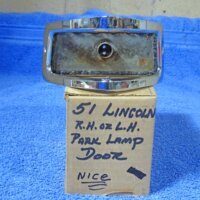 51 LINCOLN
R.H. OR L.H.
PARK LAMP
DOOR
NICE